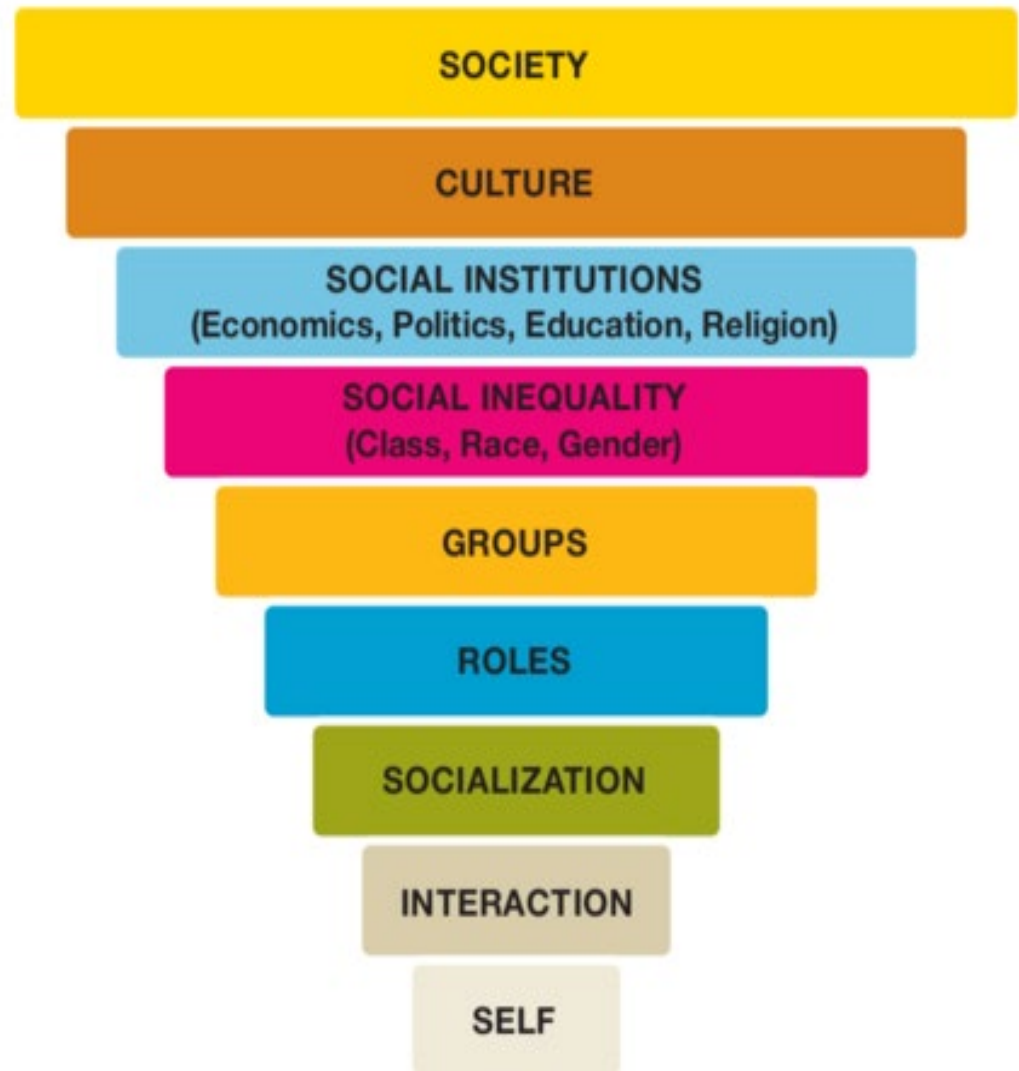 SOCIETY
CULTURE
SOCIAL INSTITUTIONS
(Economics, Politics, Education, Religion)
SOCIAL INEQUALITY
(Class, Race, Gender)
GROUPS
ROLES
SOCIALIZATION
INTERACTION
SELF